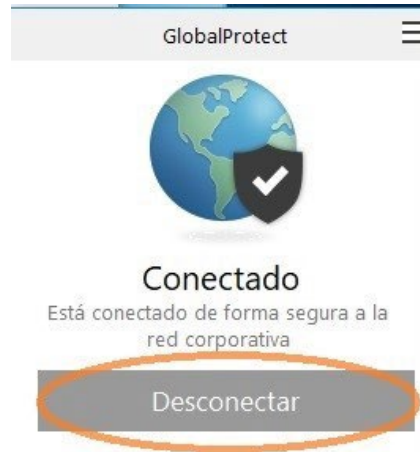 GlobalProtect
Conectado
Está conectado de forma segura a la
red corporativa
Desconectar